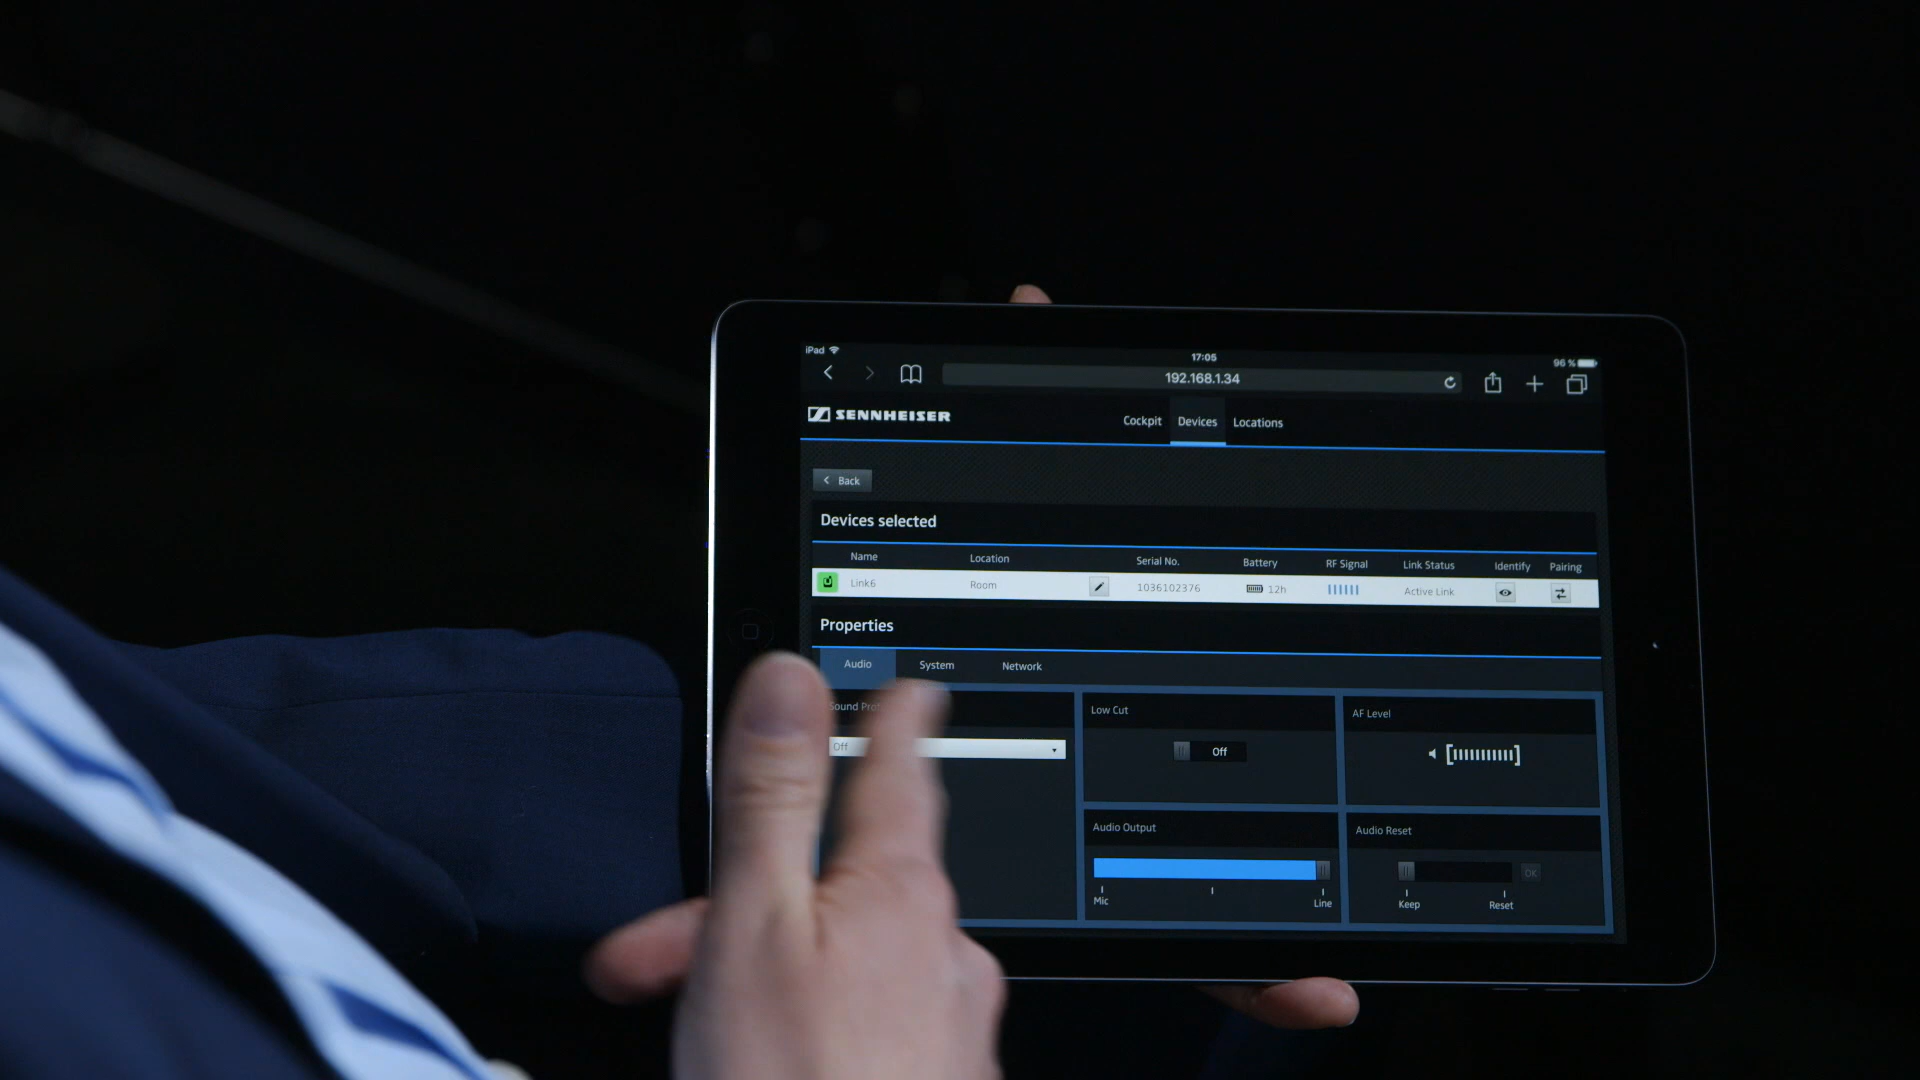 iPad 17:05 96 %
192.168.1.34
SENNHEISER Cockpit Devices Locations
Back
Devices selected
Name Location Serial No. Battery RF Signal Link Status Identify Pairing
Link6 Room 1036102376 12h Active Link
Properties
Audio System Network
Sound Low Cut AF Level
Off Off
Audio Output Audio Reset
OK
Mic Line Keep Reset